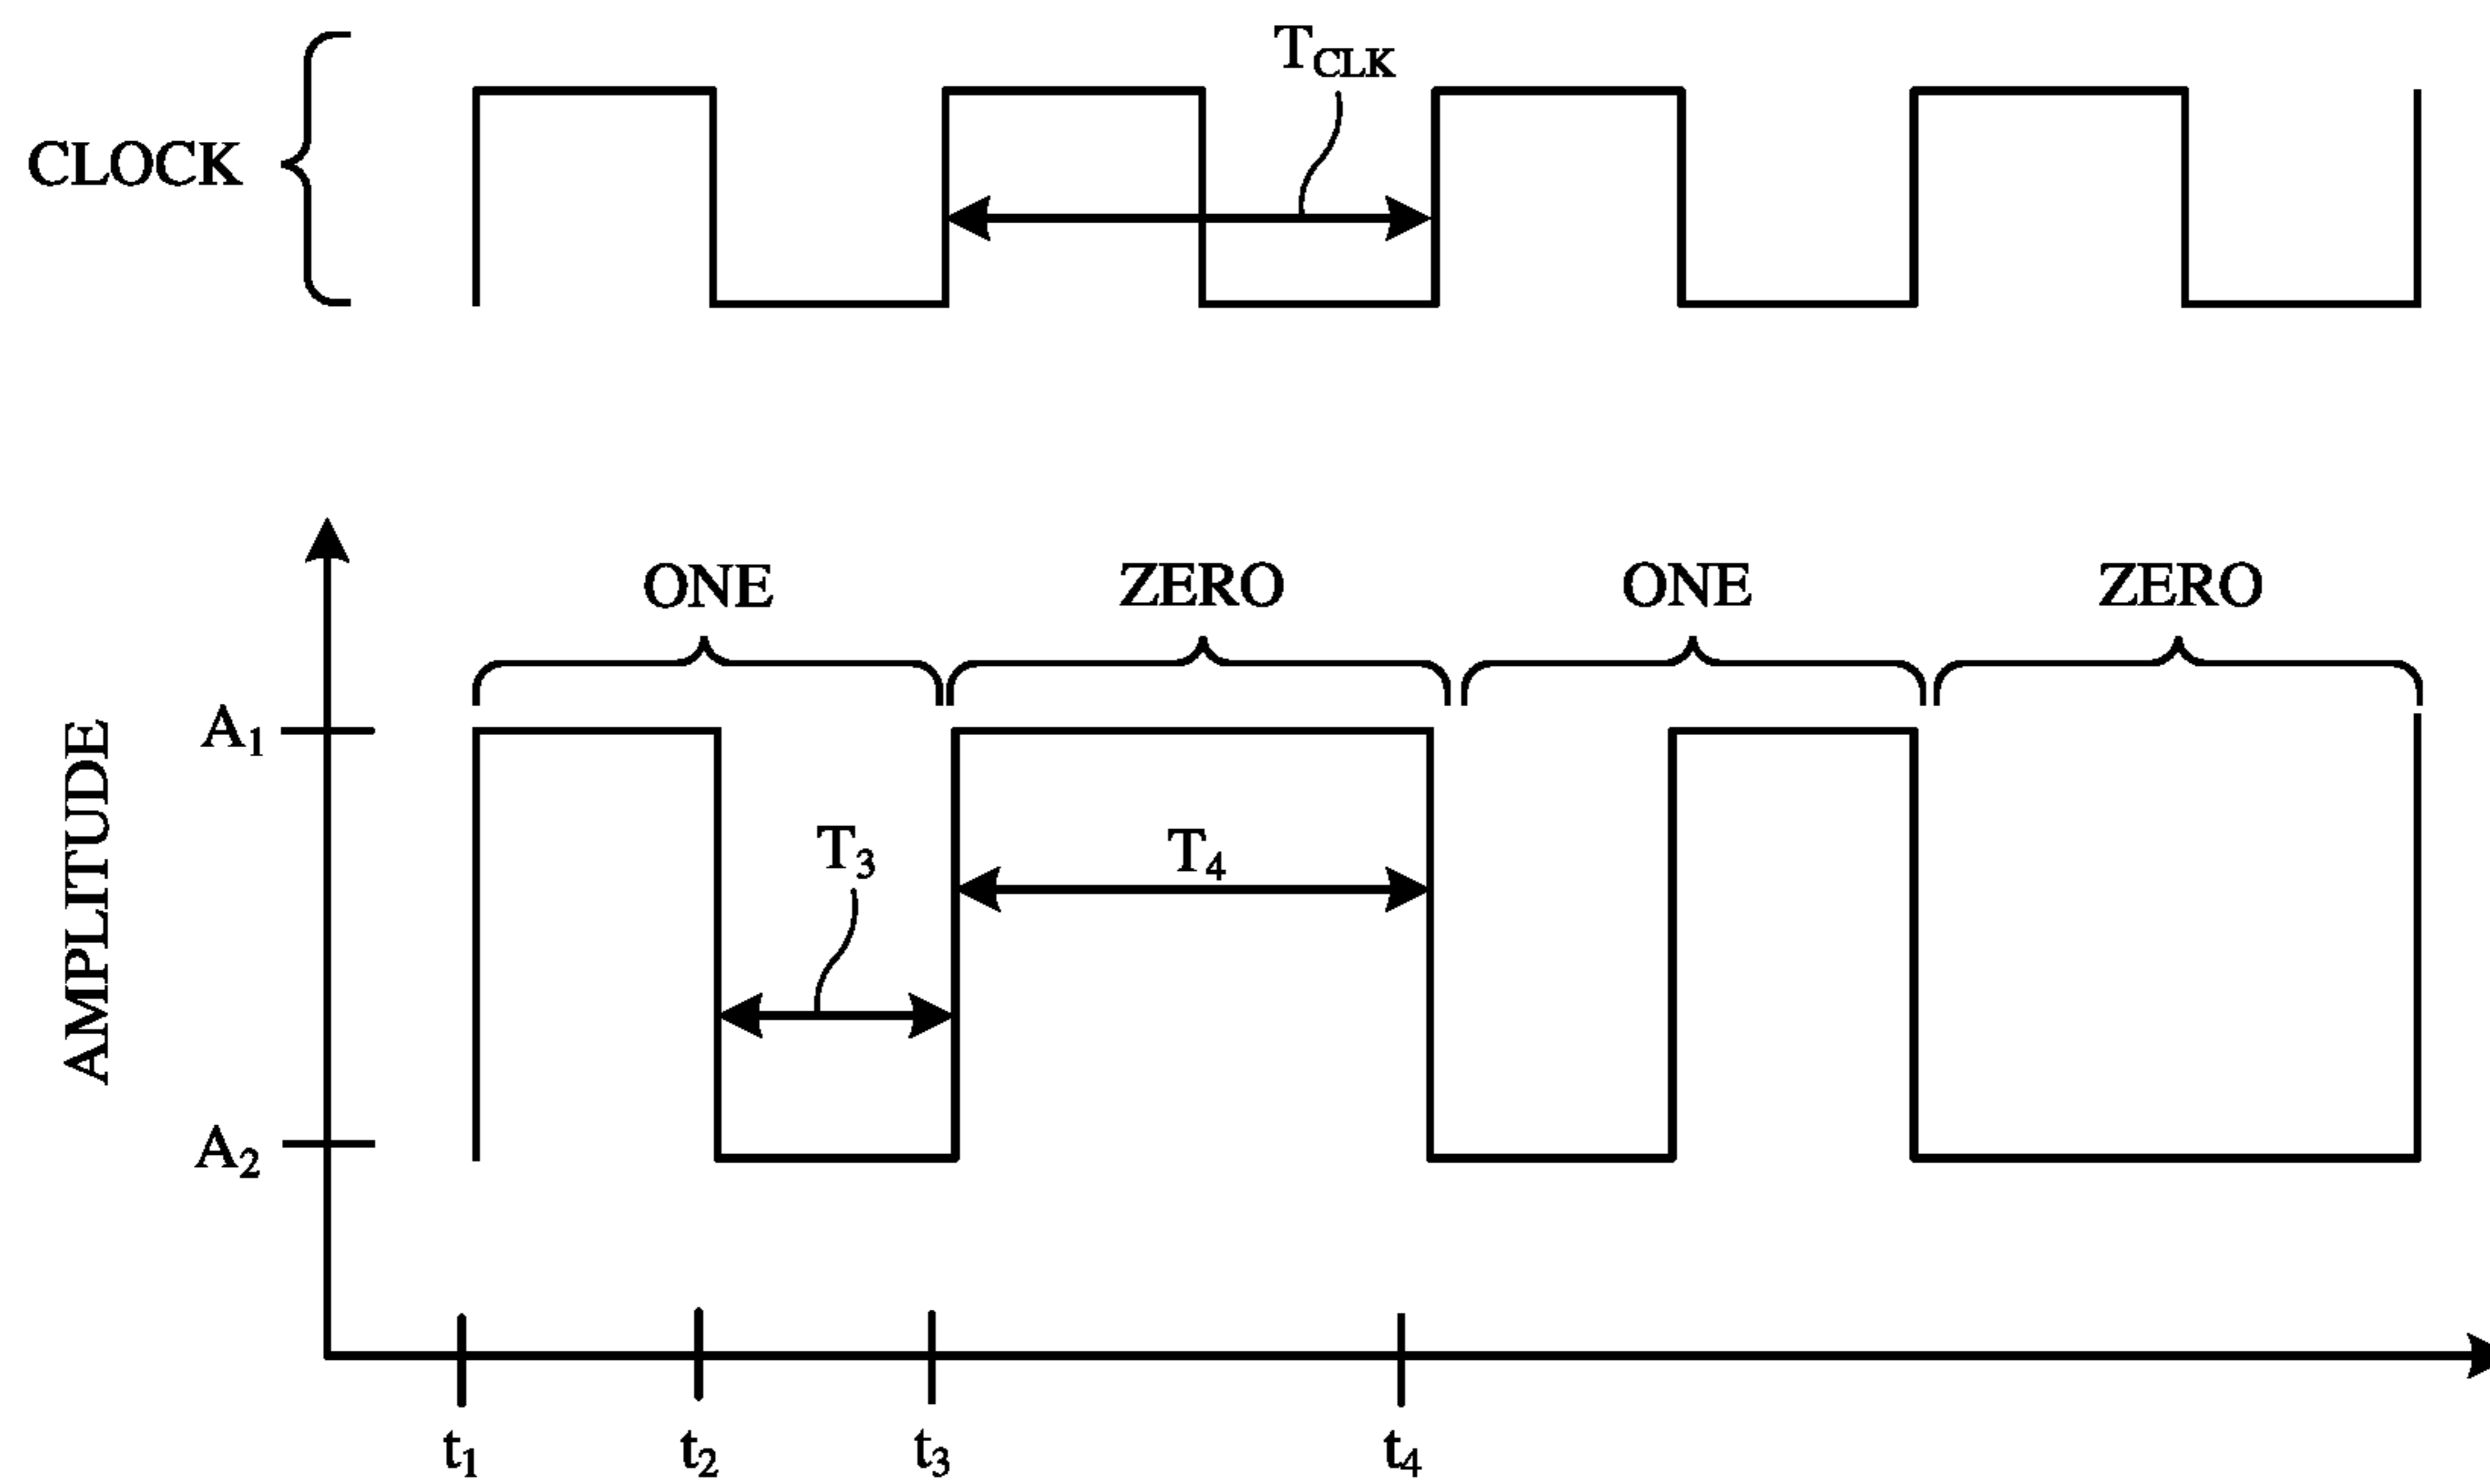 T_CLK
CLOCK
ONE ZERO ONE ZERO
A₁
AMPLITUDE
T₃ T₄
A₂
t₁ t₂ t₃ t₄